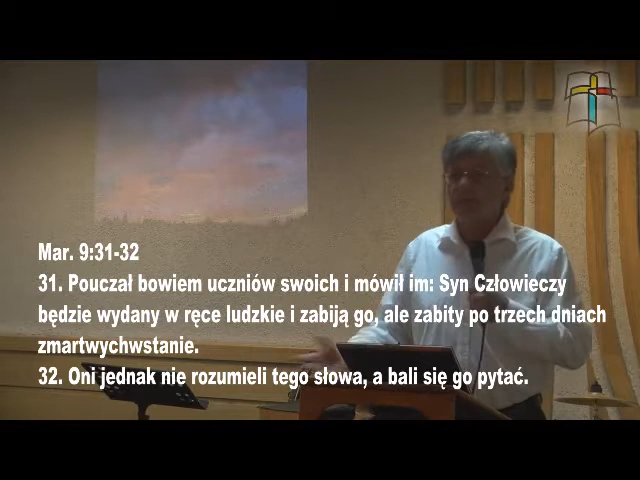 Mar. 9:31-32
31. Pouczał bowiem uczniów swoich i mówił im: Syn Człowieczy
będzie wydany w ręce ludzkie i zabiją go, ale zabity po trzech dniach
zmartwychwstanie.
32. Oni jednak nie rozumieli tego słowa, a bali się go pytać.